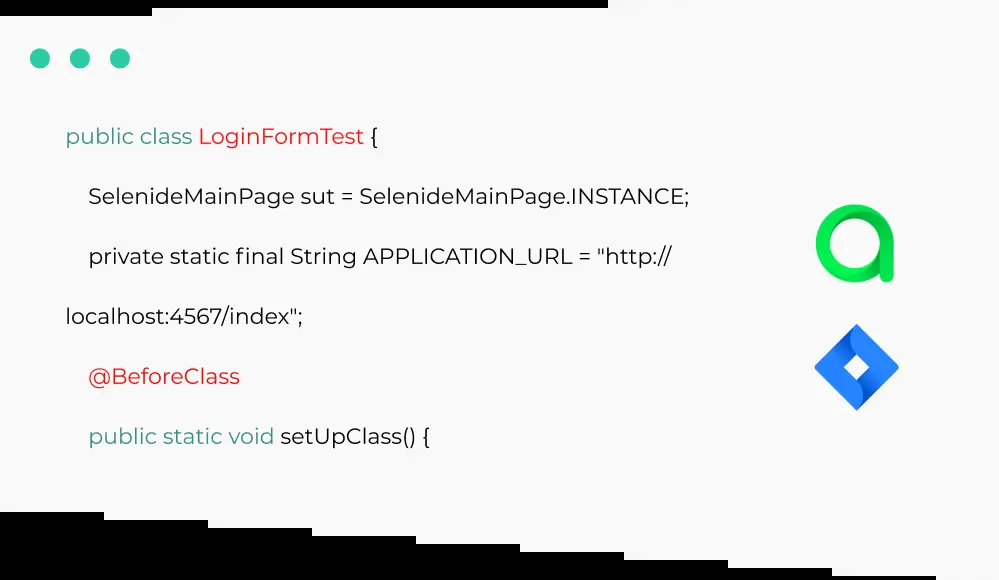 public class LoginFormTest {
SelenideMainPage sut = SelenideMainPage.INSTANCE;
private static final String APPLICATION_URL = "http://
localhost:4567/index";
@BeforeClass
public static void setUpClass() {